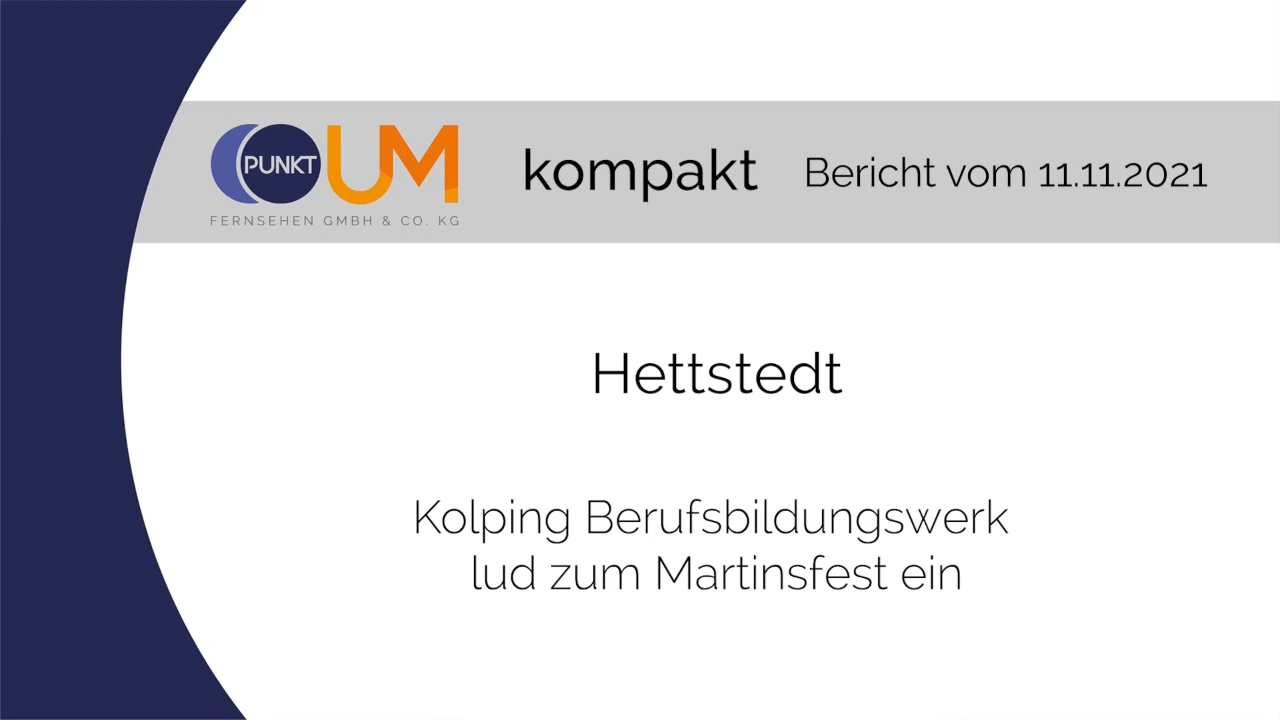 PUNKT UM
FERNSEHEN GMBH & CO. KG
kompakt
Bericht vom 11.11.2021
Hettstedt
Kolping Berufsbildungswerk
lud zum Martinsfest ein